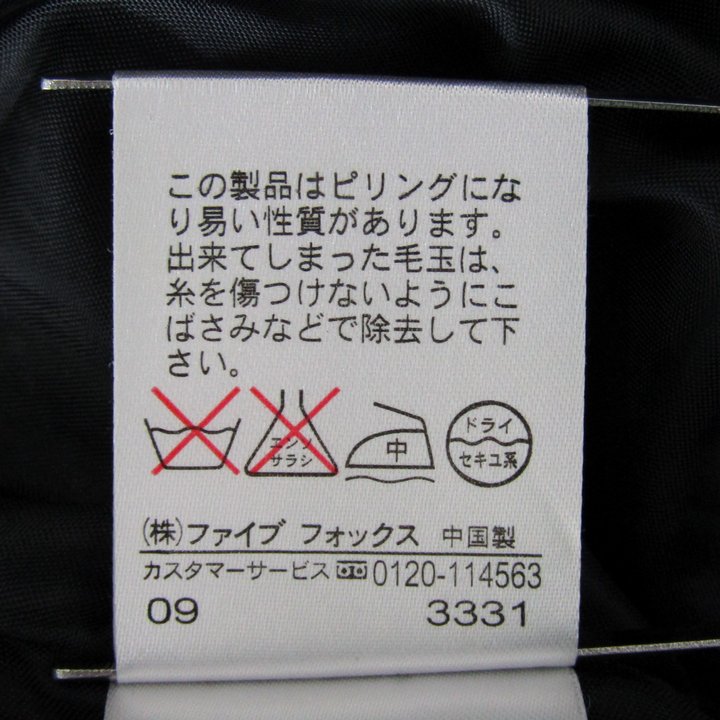 この製品はピリングにな
り易い性質があります。
出来てしまった毛玉は、
糸を傷つけないようにこ
ばさみなどで除去して下
さい。
エンソ
サラシ
中
ドライ
セキユ系
(株)ファイブ フォックス 中国製
カスタマーサービス 0120-114563
09 3331